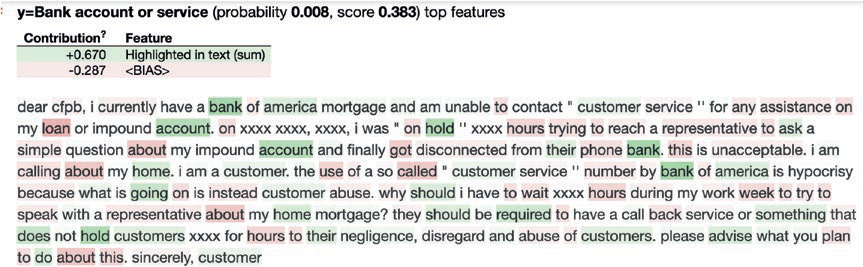 y=Bank account or service (probability 0.008, score 0.383) top features
Contribution? Feature
+0.670 Highlighted in text (sum)
-0.287 <BIAS>
dear cfpb, i currently have a bank of america mortgage and am unable to contact " customer service '' for any assistance on
my loan or impound account. on xxxx xxxx, xxxx, i was " on hold '' xxxx hours trying to reach a representative to ask a
simple question about my impound account and finally got disconnected from their phone bank. this is unacceptable. i am
calling about my home. i am a customer. the use of a so called " customer service '' number by bank of america is hypocrisy
because what is going on is instead customer abuse. why should i have to wait xxxx hours during my work week to try to
speak with a representative about my home mortgage? they should be required to have a call back service or something that
does not hold customers xxxx for hours to their negligence, disregard and abuse of customers. please advise what you plan
to do about this. sincerely, customer